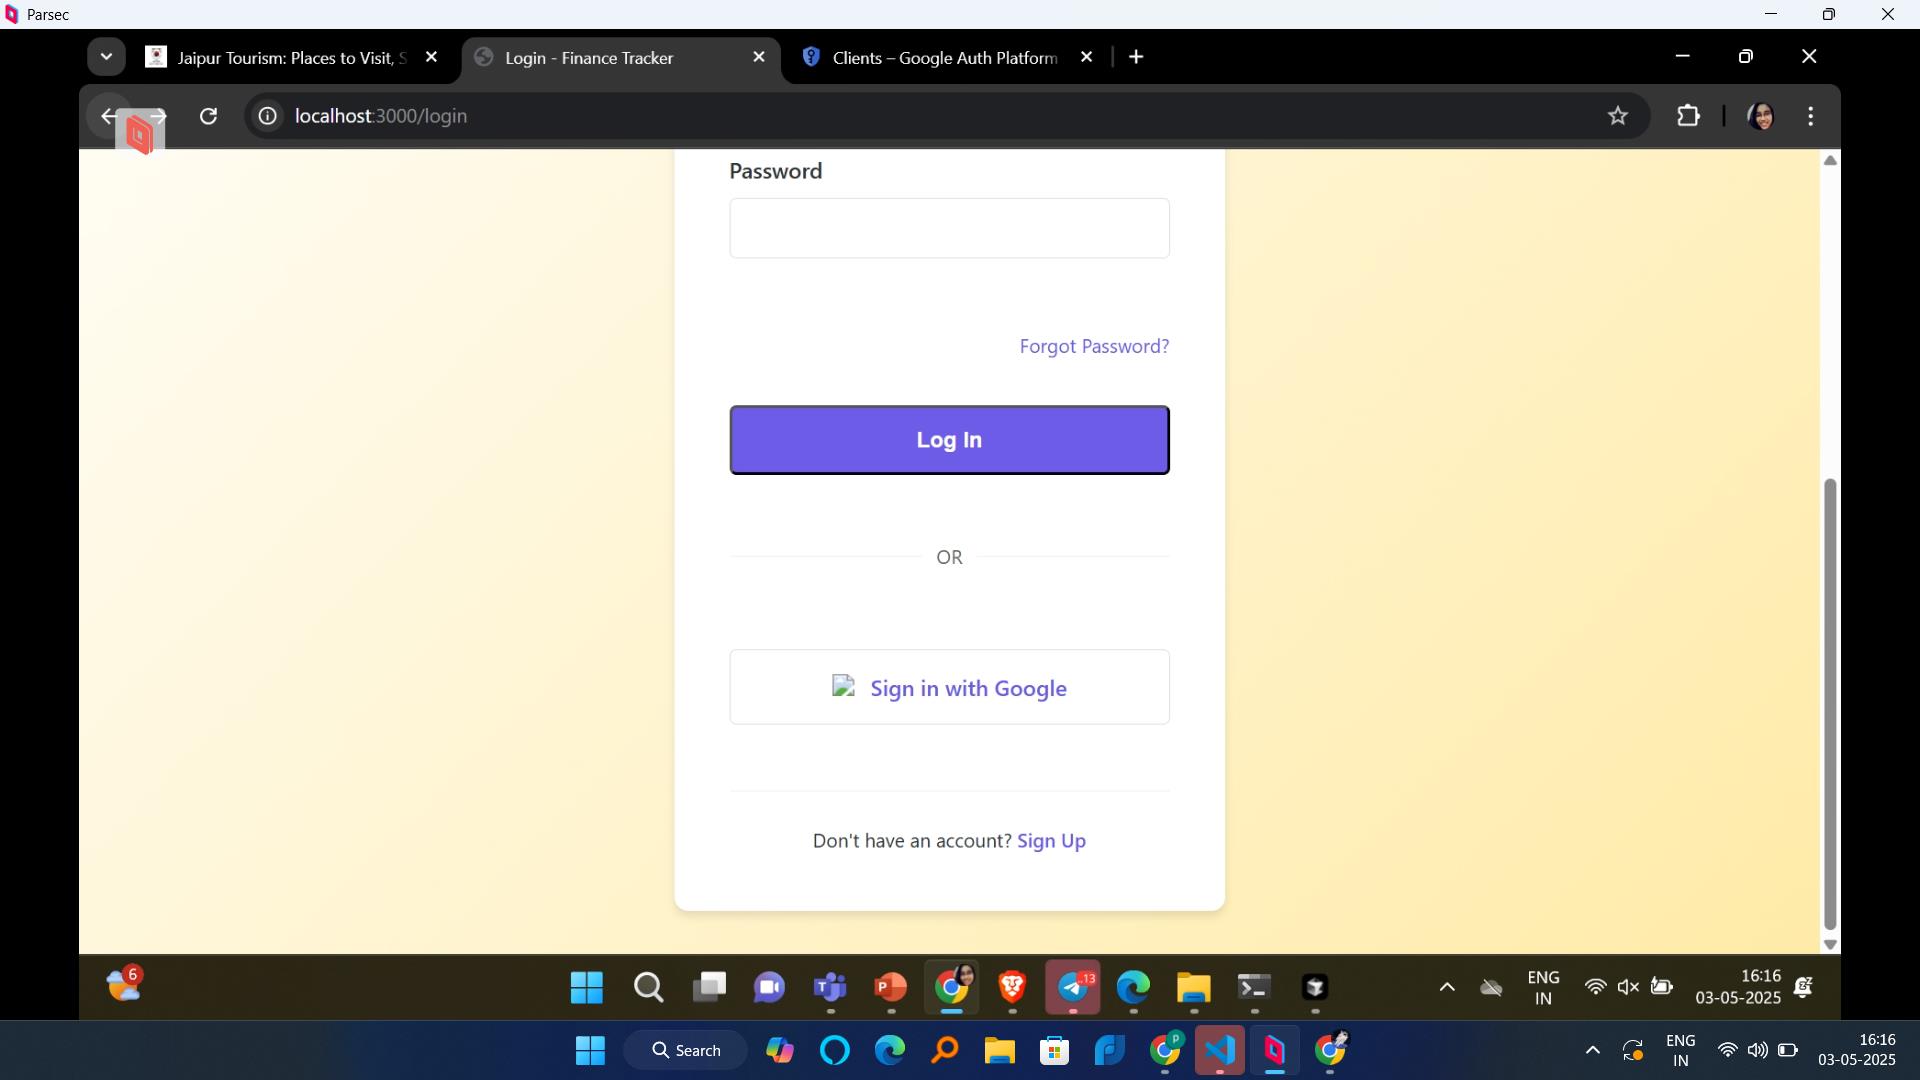 Parsec
Jaipur Tourism: Places to Visit, S
Login - Finance Tracker
Clients – Google Auth Platform
localhost:3000/login
Password
Forgot Password?
Log In
OR
Sign in with Google
Don't have an account? Sign Up
6
13
ENG
IN
16:16
03-05-2025
Search
P
ENG
IN
16:16
03-05-2025